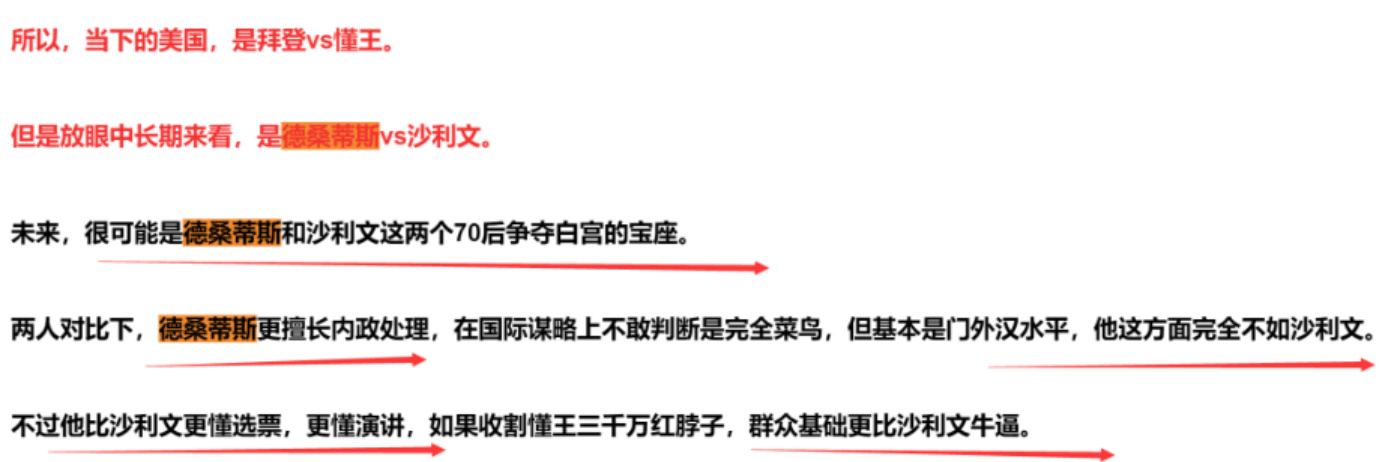 所以，当下的美国，是拜登vs懂王。
但是放眼中长期来看，是德桑蒂斯vs沙利文。
未来，很可能是德桑蒂斯和沙利文这两个70后争夺白宫的宝座。
两人对比下，德桑蒂斯更擅长内政处理，在国际谋略上不敢判断是完全菜鸟，但基本是门外汉水平，他这方面完全不如沙利文。
不过他比沙利文更懂选票，更懂演讲，如果收割懂王三千万红脖子，群众基础更比沙利文牛逼。